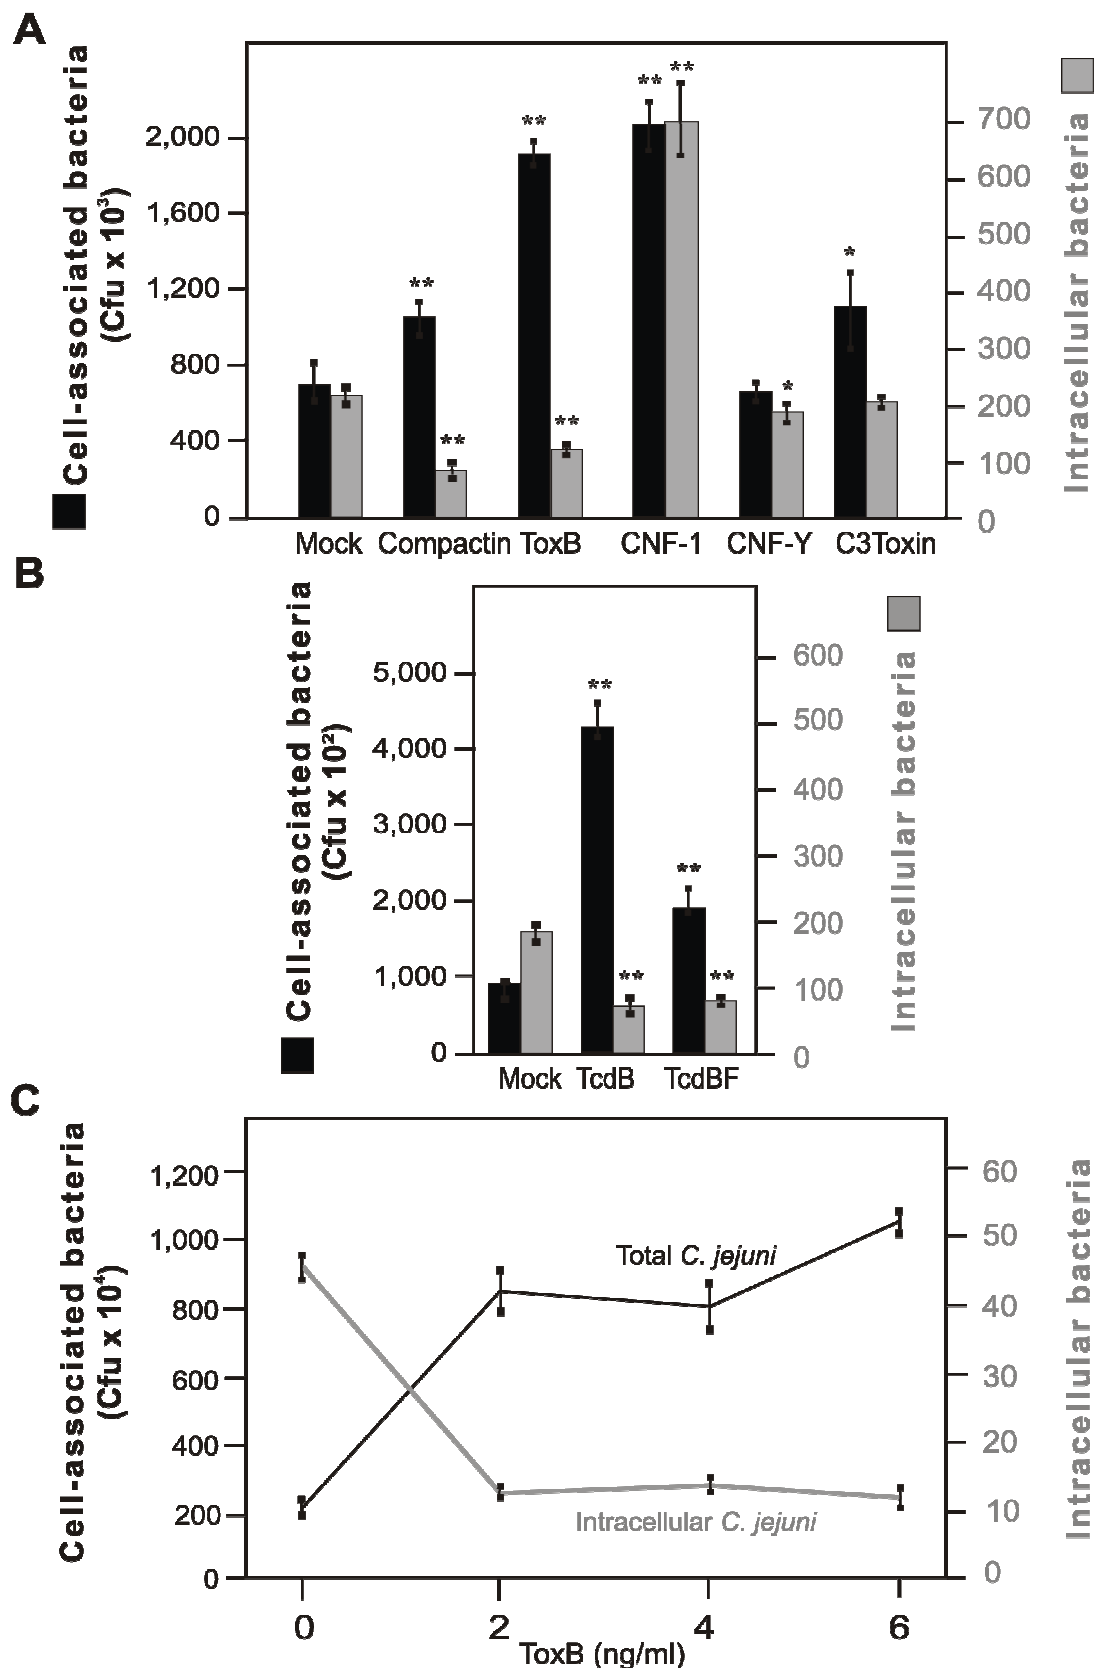 A
Cell-associated bacteria
(Cfu x 10³)
2,000
1,600
1,200
800
400
0
** ** ** ** ** ** * *
700
600
500
400
300
200
100
0
Intracellular bacteria
Mock Compactin ToxB CNF-1 CNF-Y C3Toxin
B
Cell-associated bacteria
(Cfu x 10²)
5,000
4,000
3,000
2,000
1,000
0
** ** ** **
600
500
400
300
200
100
0
Intracellular bacteria
Mock TcdB TcdBF
C
Cell-associated bacteria
(Cfu x 10⁴)
1,200
1,000
800
600
400
200
0
Total C. jejuni
Intracellular C. jejuni
60
50
40
30
20
10
0
Intracellular bacteria
0 2 4 6
ToxB (ng/ml)